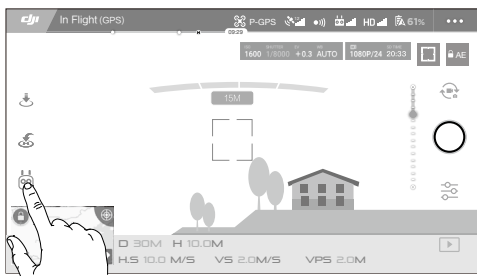 dji In Flight (GPS) P-GPS HD 61%
09:29
ISO SHUTTER EV WB
1600 1/8000 +0.3 AUTO 1080P/24 20:33 AE
15M
D 30M H 10.0M
H.S 10.0 M/S VS 2.0M/S VPS 2.0M